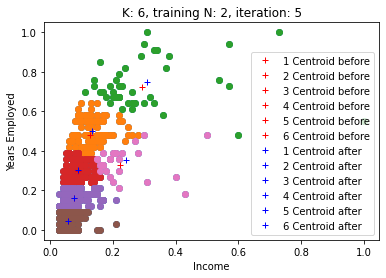 K: 6, training N: 2, iteration: 5
1.0
0.8
0.6
0.4
0.2
0.0
Years Employed
1 Centroid before
2 Centroid before
3 Centroid before
4 Centroid before
5 Centroid before
6 Centroid before
1 Centroid after
2 Centroid after
3 Centroid after
4 Centroid after
5 Centroid after
6 Centroid after
0.0 0.2 0.4 0.6 0.8 1.0
Income